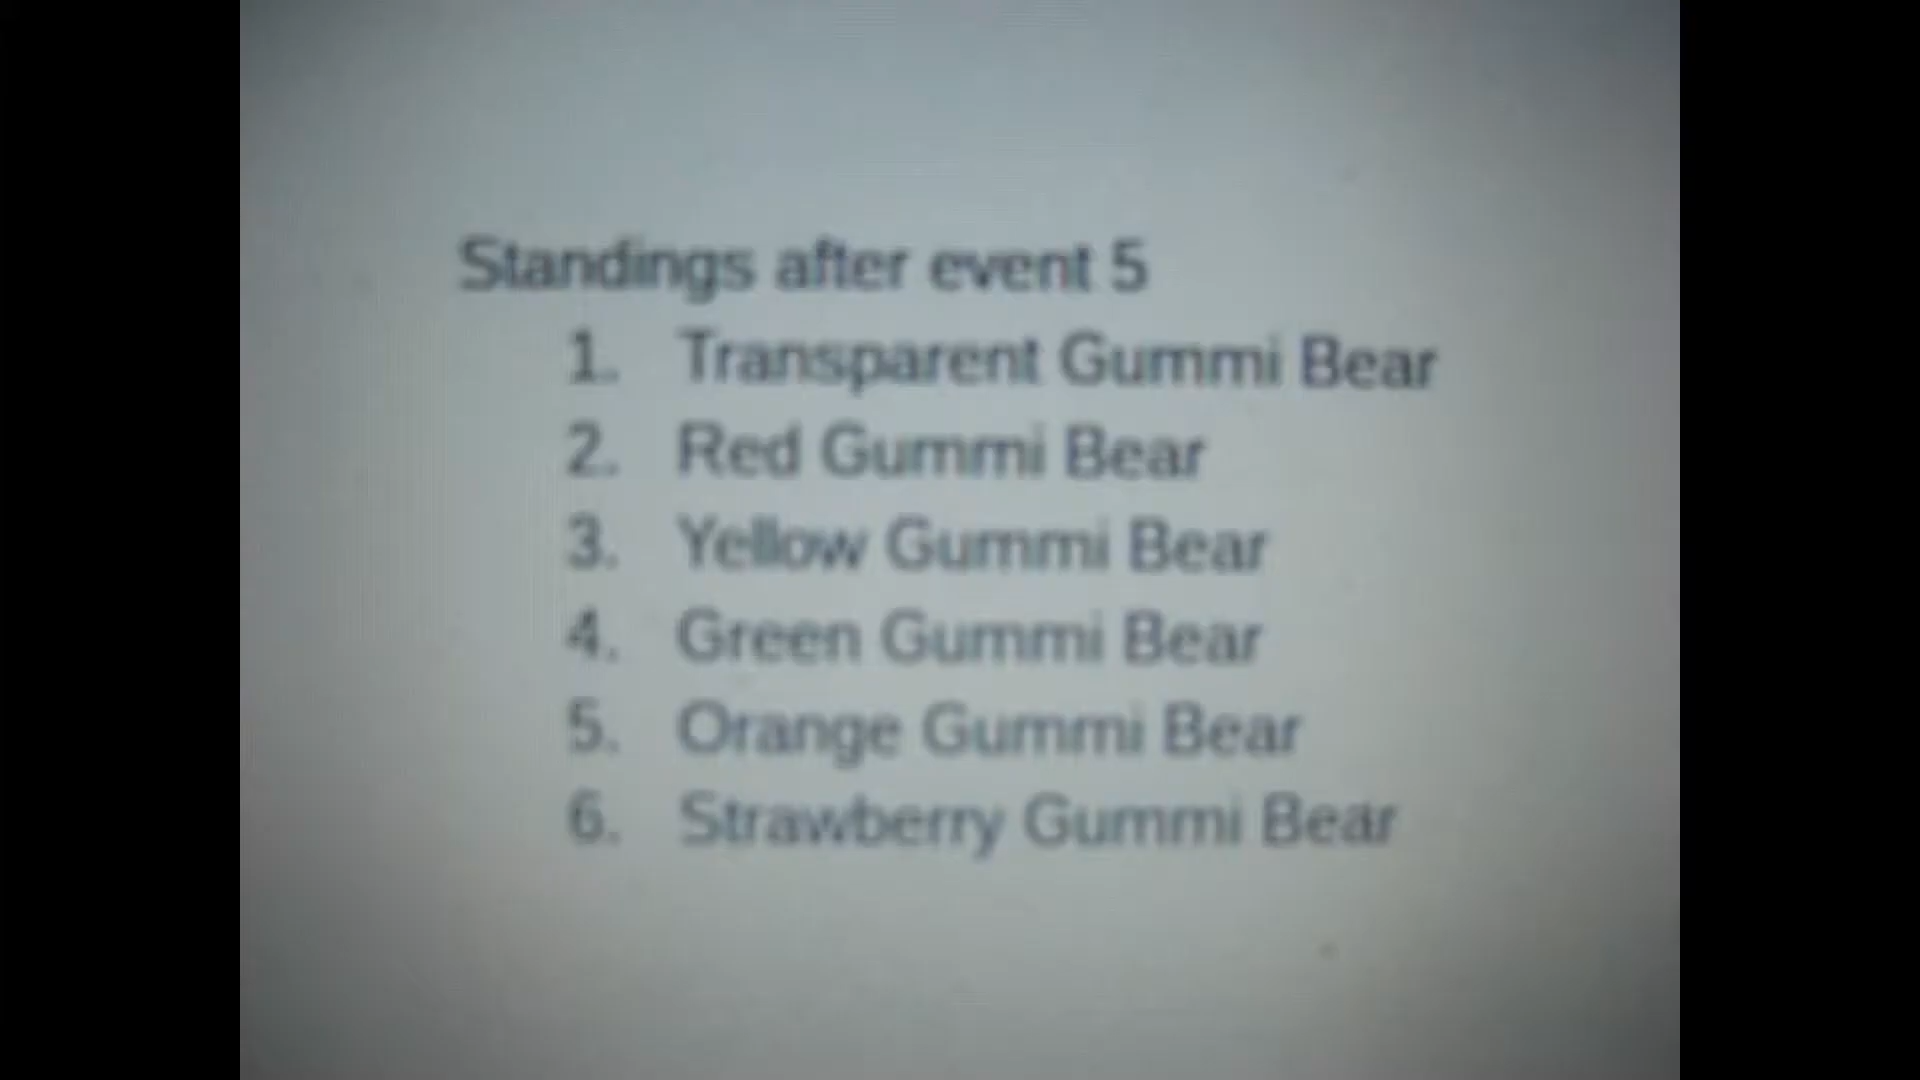 Standings after event 5
1. Transparent Gummi Bear
2. Red Gummi Bear
3. Yellow Gummi Bear
4. Green Gummi Bear
5. Orange Gummi Bear
6. Strawberry Gummi Bear